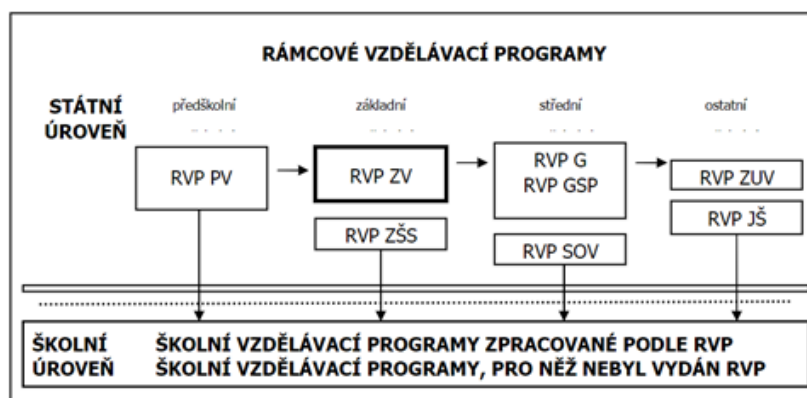 RÁMCOVÉ VZDĚLÁVACÍ PROGRAMY
STÁTNÍ ÚROVEŇ
předškolní
základní
střední
ostatní
RVP PV
RVP ZV
RVP G
RVP GSP
RVP ZUV
RVP ZŠS
RVP SOV
RVP JŠ
ŠKOLNÍ VZDĚLÁVACÍ PROGRAMY ZPRACOVANÉ PODLE RVP
ÚROVEŇ ŠKOLNÍ VZDĚLÁVACÍ PROGRAMY, PRO NĚŽ NEBYL VYDÁN RVP